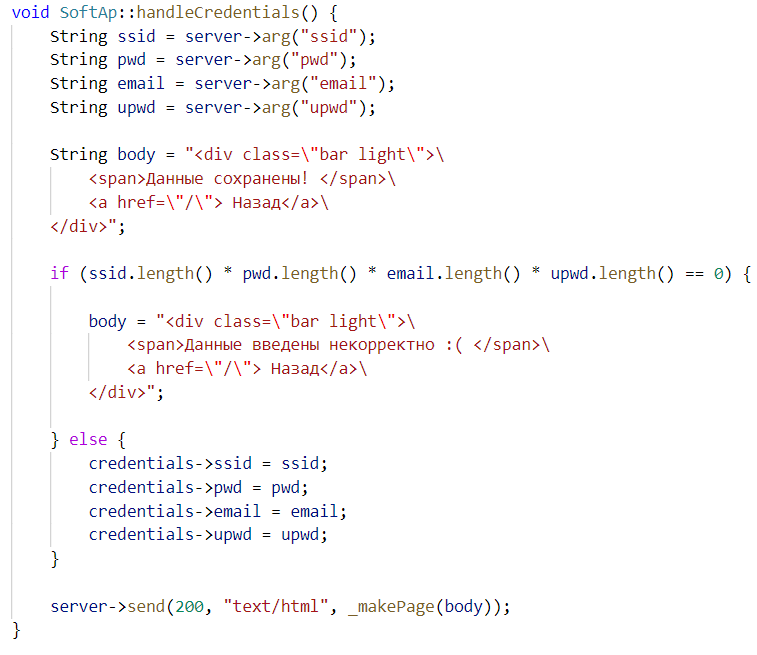 void SoftAp::handleCredentials() {
    String ssid = server->arg("ssid");
    String pwd = server->arg("pwd");
    String email = server->arg("email");
    String upwd = server->arg("upwd");

    String body = "<div class=\"bar light\">\
        <span>Данные сохранены! </span>\
        <a href=\"/\"> Назад</a>\
    </div>";

    if (ssid.length() * pwd.length() * email.length() * upwd.length() == 0) {

        body = "<div class=\"bar light\">\
            <span>Данные введены некорректно :( </span>\
            <a href=\"/\"> Назад</a>\
        </div>";

    } else {
        credentials->ssid = ssid;
        credentials->pwd = pwd;
        credentials->email = email;
        credentials->upwd = upwd;
    }

    server->send(200, "text/html", _makePage(body));
}